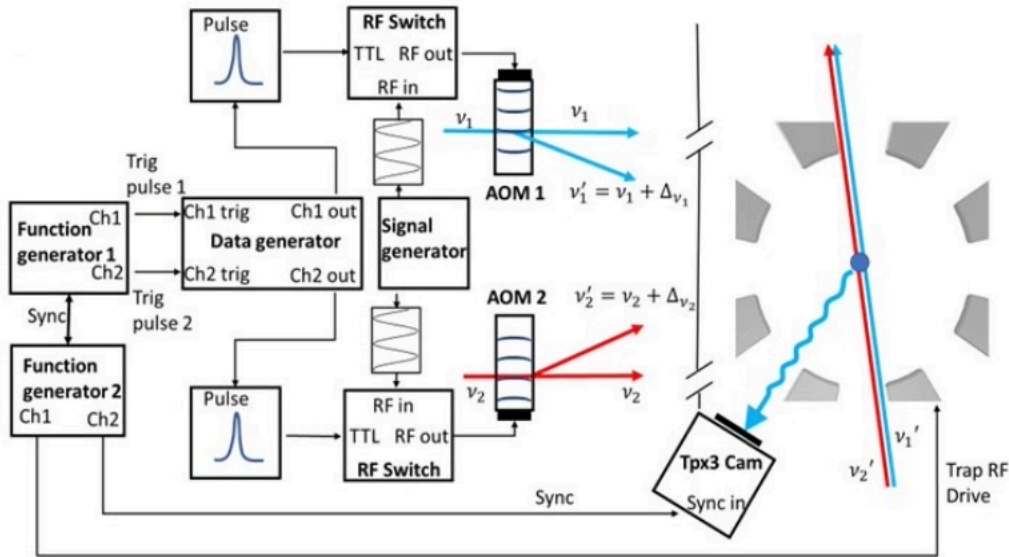 Pulse
RF Switch
TTL RF out
RF in
ν₁
ν₁
AOM 1
ν₁′ = ν₁ + Δν₁
Trig
pulse 1
Function
generator 1
Ch1
Ch2
Ch1 trig
Ch1 out
Data generator
Ch2 trig
Ch2 out
Signal
generator
Sync
Trig
pulse 2
AOM 2
ν₂′ = ν₂ + Δν₂
Function
generator 2
Ch1
Ch2
Pulse
RF in
TTL RF out
RF Switch
ν₂
ν₂
Tpx3 Cam
Sync in
Sync
ν₁′
ν₂′
Trap RF
Drive